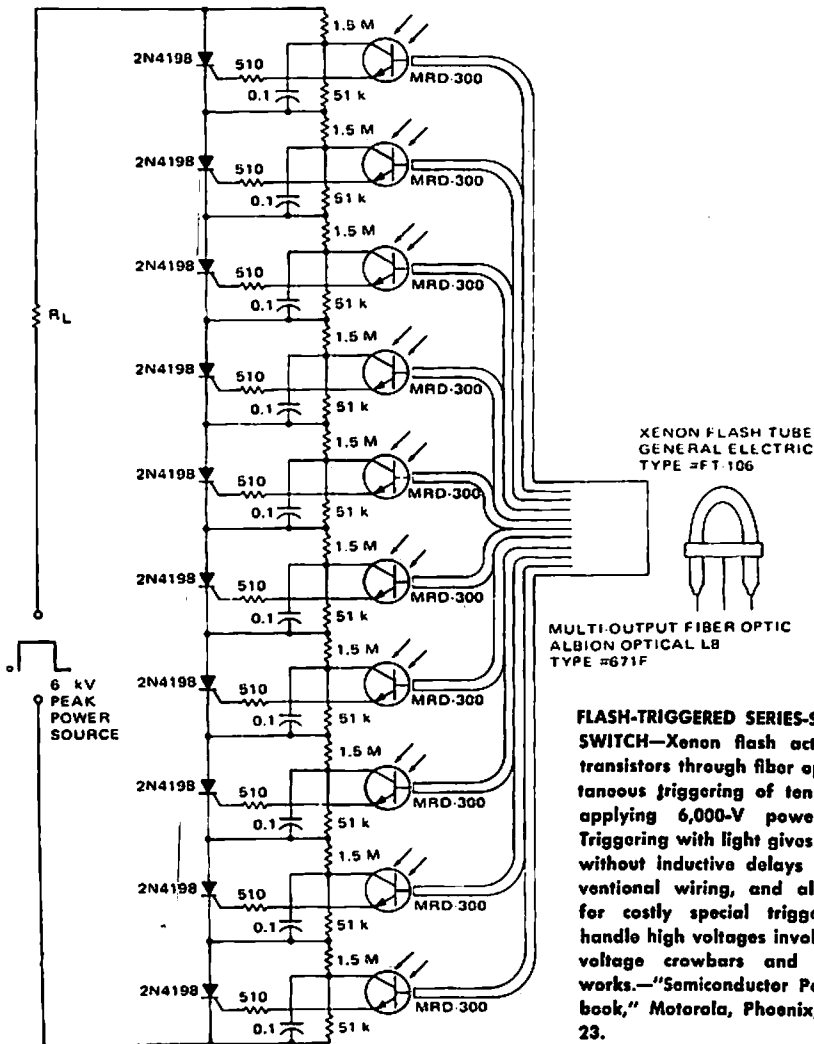 1.5 M
2N4198 510
MRD-300
0.1 51 k
1.5 M
2N4198 510
MRD-300
0.1 51 k
1.5 M
2N4198 510
MRD-300
0.1 51 k
1.5 M
RL
2N4198 510
MRD-300
0.1 51 k
1.5 M
2N4198 510
MRD-300
0.1 51 k
1.5 M
2N4198 510
MRD-300
0.1 51 k
1.5 M
2N4198 510
MRD-300
0.1 51 k
1.5 M
2N4198 510
MRD-300
0.1 51 k
1.5 M
2N4198 510
MRD-300
0.1 51 k
1.5 M
2N4198 510
MRD-300
0.1 51 k
6 kV
PEAK
POWER
SOURCE
XENON FLASH TUBE
GENERAL ELECTRIC
TYPE #FT-106
MULTI-OUTPUT FIBER OPTIC
ALBION OPTICAL LB
TYPE #671F
FLASH-TRIGGERED SERIES-S
SWITCH—Xenon flash act
transistors through fiber op
taneous triggering of ten
applying 6,000-V powe
Triggering with light gives
without inductive delays
ventional wiring, and al
for costly special trigge
handle high voltages invol
voltage crowbars and
works.—"Semiconductor Po
book," Motorola, Phoenix,
23.